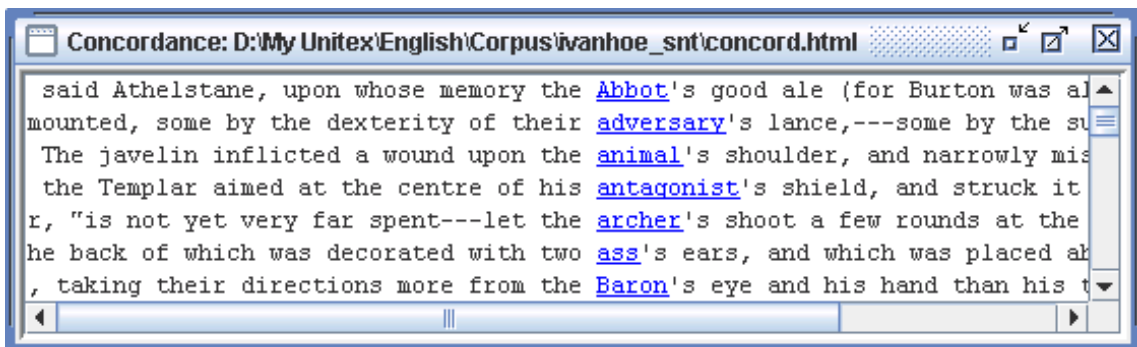 Concordance: D:\My Unitex\English\Corpus\ivanhoe_snt\concord.html
said Athelstane, upon whose memory the Abbot's good ale (for Burton was al
mounted, some by the dexterity of their adversary's lance,---some by the su
The javelin inflicted a wound upon the animal's shoulder, and narrowly mis
the Templar aimed at the centre of his antagonist's shield, and struck it
r, "is not yet very far spent---let the archer's shoot a few rounds at the
he back of which was decorated with two ass's ears, and which was placed ab
, taking their directions more from the Baron's eye and his hand than his t